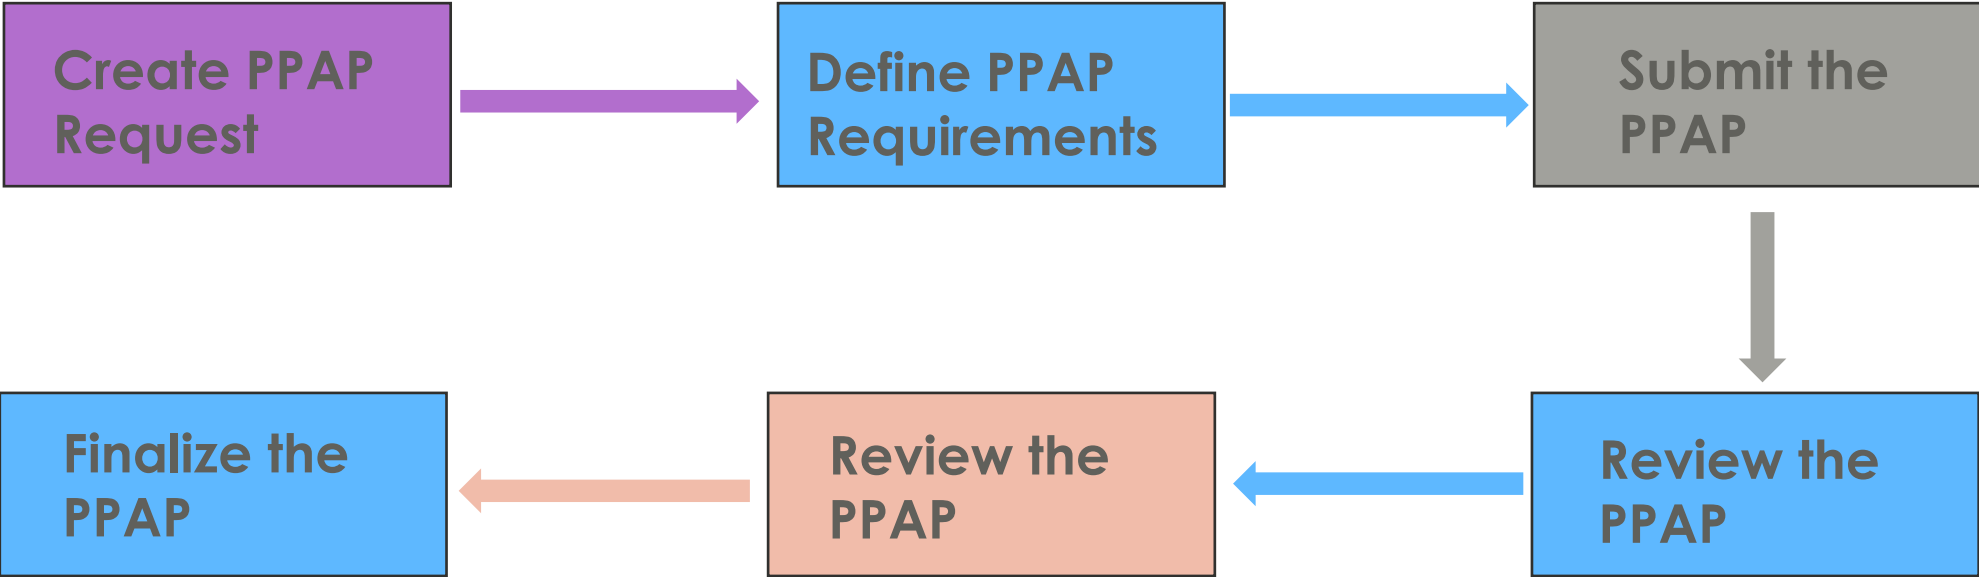 Create PPAP
Request
Define PPAP
Requirements
Submit the
PPAP
Review the
PPAP
Review the
PPAP
Finalize the
PPAP